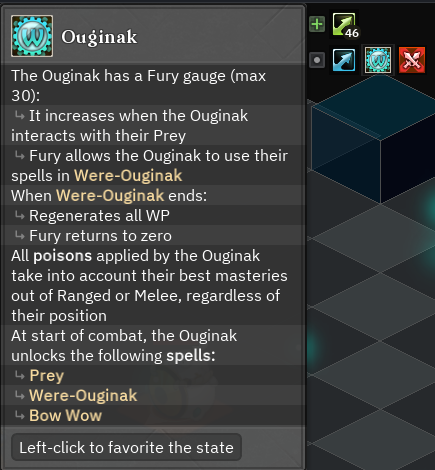 Ouginak
46
The Ouginak has a Fury gauge (max
30):
↳ It increases when the Ouginak
interacts with their Prey
↳ Fury allows the Ouginak to use their
spells in Were-Ouginak
When Were-Ouginak ends:
↳ Regenerates all WP
↳ Fury returns to zero
All poisons applied by the Ouginak
take into account their best masteries
out of Ranged or Melee, regardless of
their position
At start of combat, the Ouginak
unlocks the following spells:
↳ Prey
↳ Were-Ouginak
↳ Bow Wow
Left-click to favorite the state